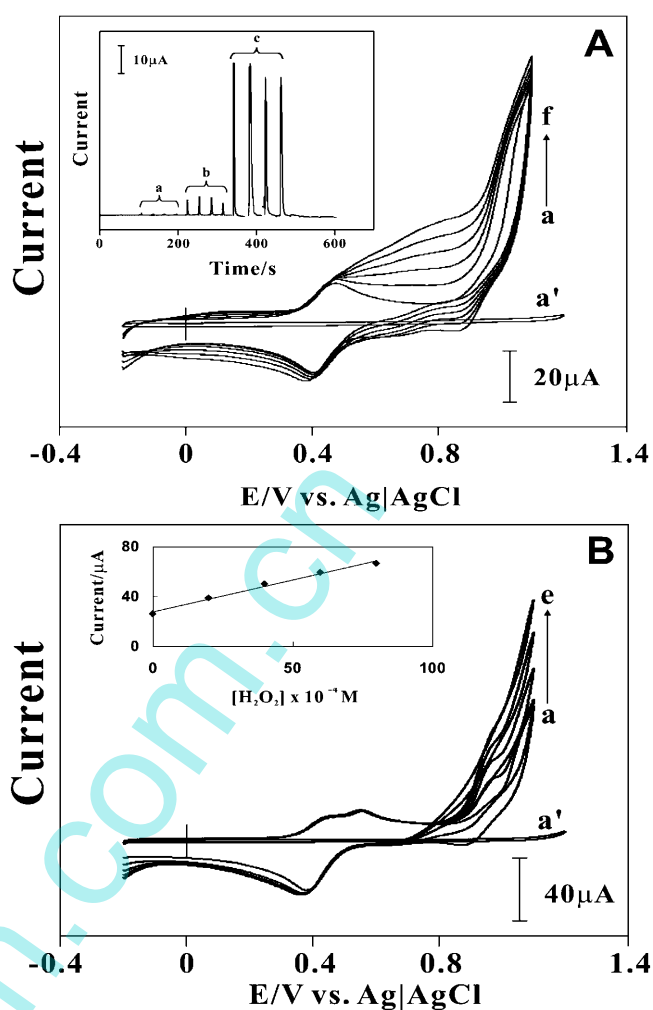 A
10µA
c
b
a
Current
0
200
400
600
Time/s
f
a
a'
Current
20µA
-0.4
0
0.4
0.8
1.4
E/V vs. Ag|AgCl
B
80
40
0
Current/µA
0
50
100
[H₂O₂] x 10⁻⁴ M
e
a
a'
Current
40µA
-0.4
0
0.4
0.8
1.4
E/V vs. Ag|AgCl
m.com.cn